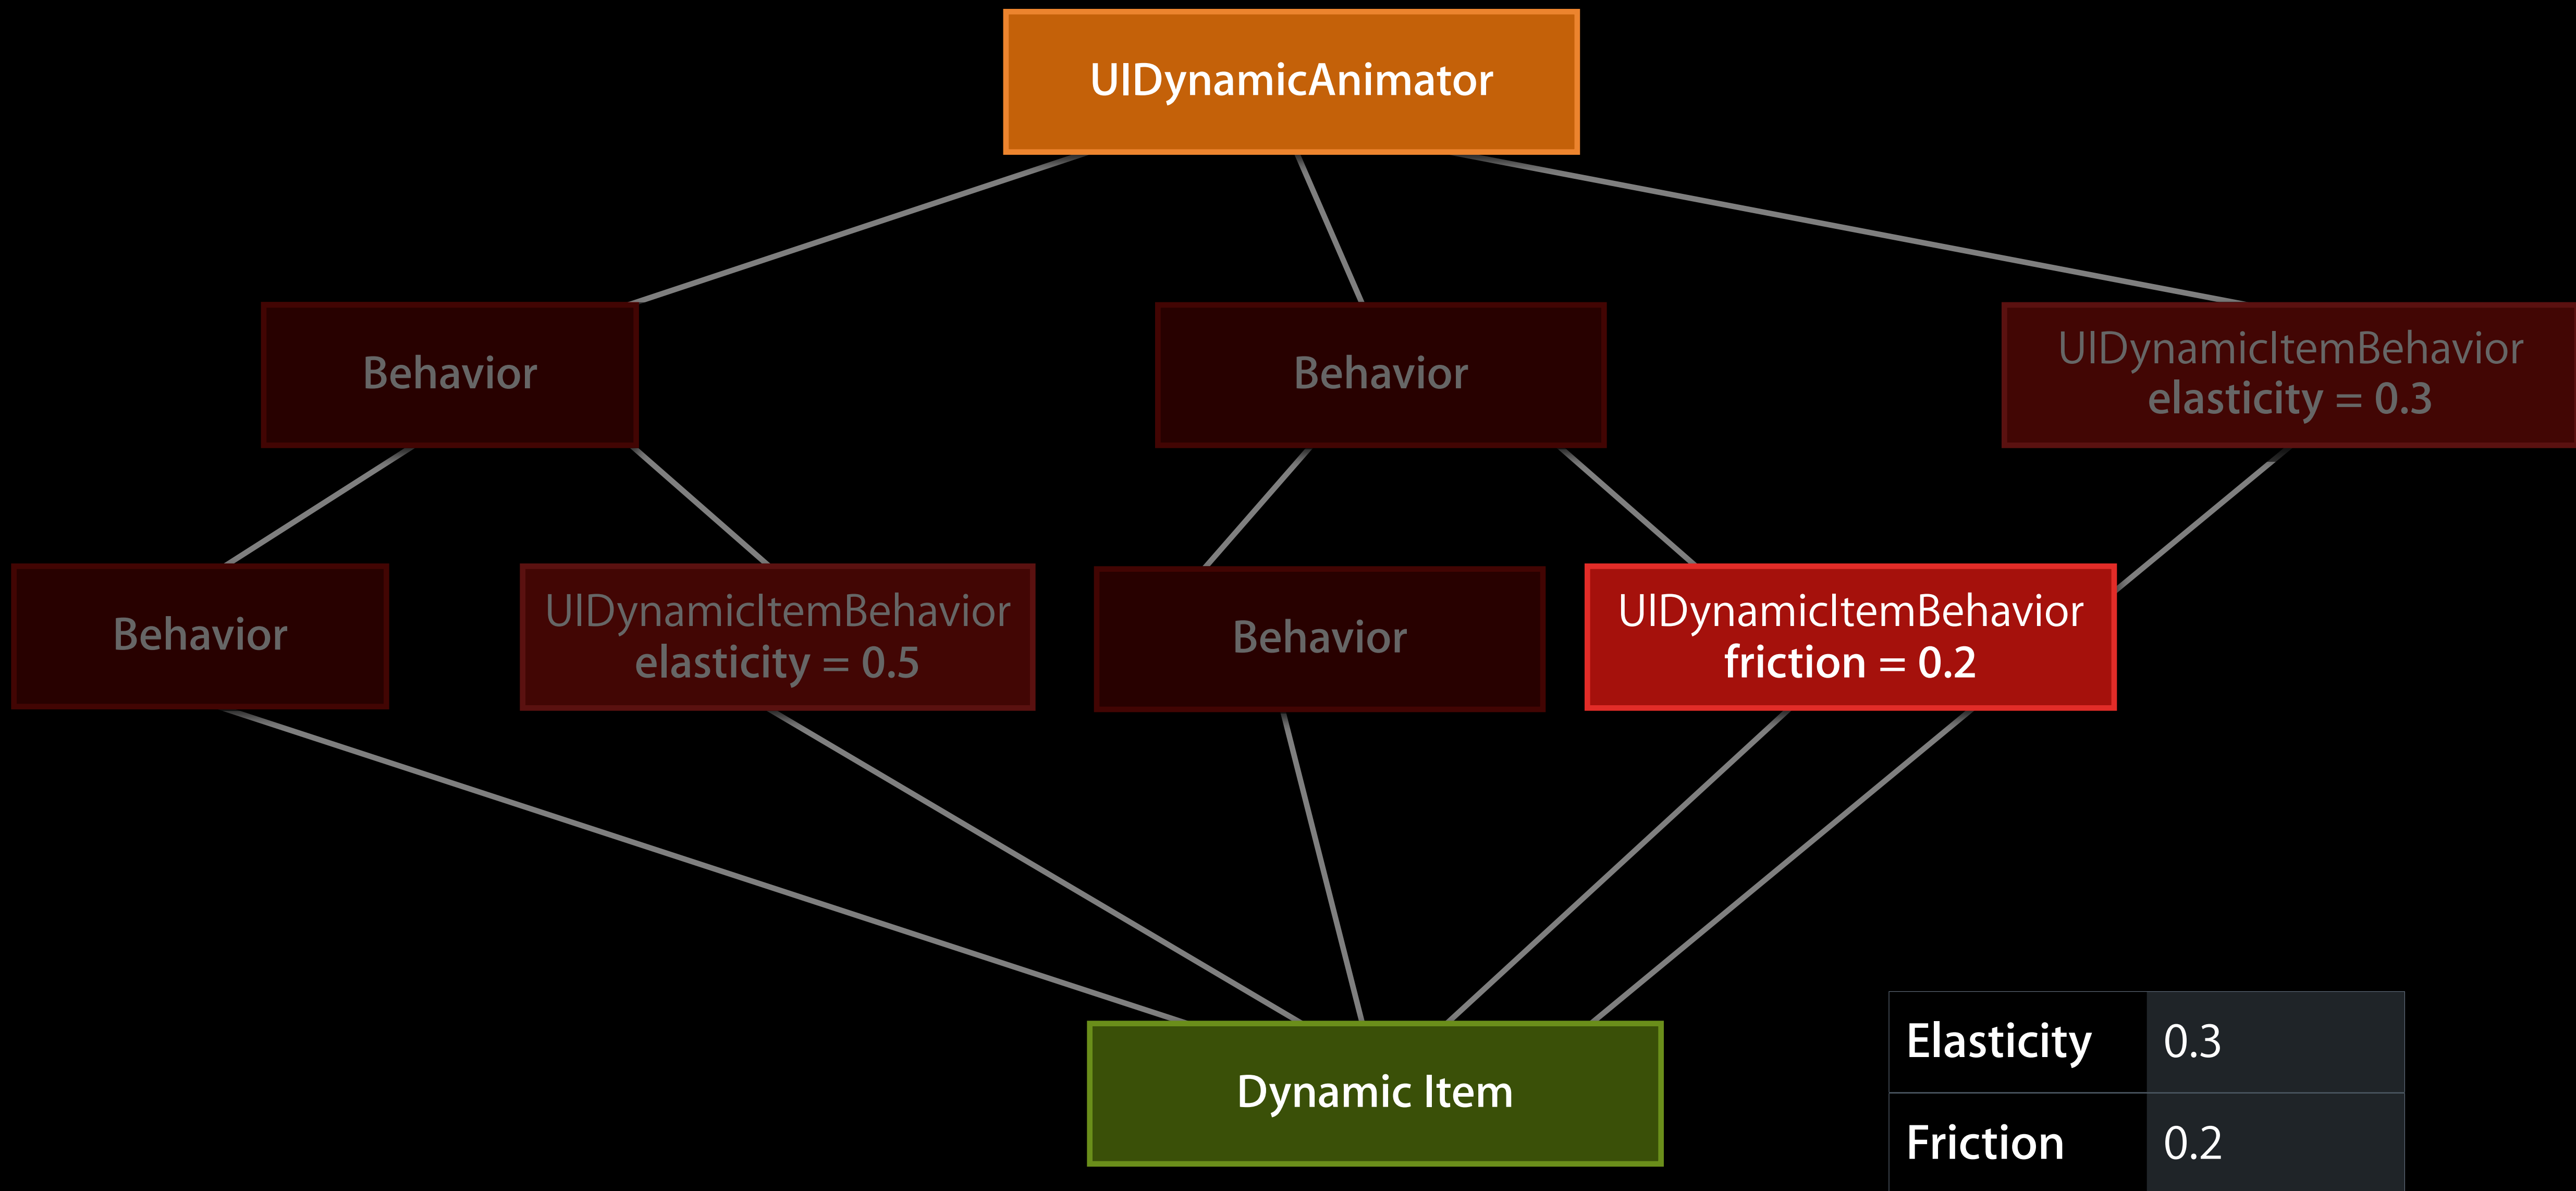 UIDynamicAnimator
Behavior
Behavior
UIDynamicItemBehavior
elasticity = 0.3
Behavior
UIDynamicItemBehavior
elasticity = 0.5
Behavior
UIDynamicItemBehavior
friction = 0.2
Dynamic Item
Elasticity 0.3
Friction 0.2